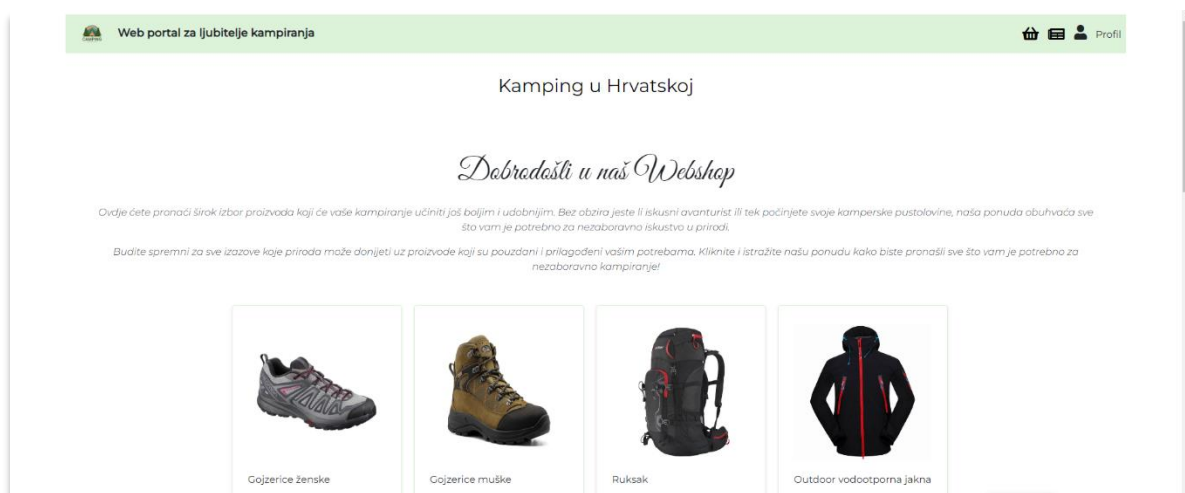 CAMPING
Web portal za ljubitelje kampiranja
Profil
Kamping u Hrvatskoj
Dobrodošli u naš Webshop
Ovdje ćete pronaći širok izbor proizvoda koji će vaše kampiranje učiniti još boljim i udobnijim. Bez obzira jeste li iskusni avanturist ili tek počinjete svoje kamperske pustolovine, naša ponuda obuhvaća sve
što vam je potrebno za nezaboravno iskustvo u prirodi.
Budite spremni za sve izazove koje priroda može donijeti uz proizvode koji su pouzdani i prilagođeni vašim potrebama. Kliknite i istražite našu ponudu kako biste pronašli sve što vam je potrebno za
nezaboravno kampiranje!
Gojzerice ženske
Gojzerice muške
Ruksak
Outdoor vodootporna jakna